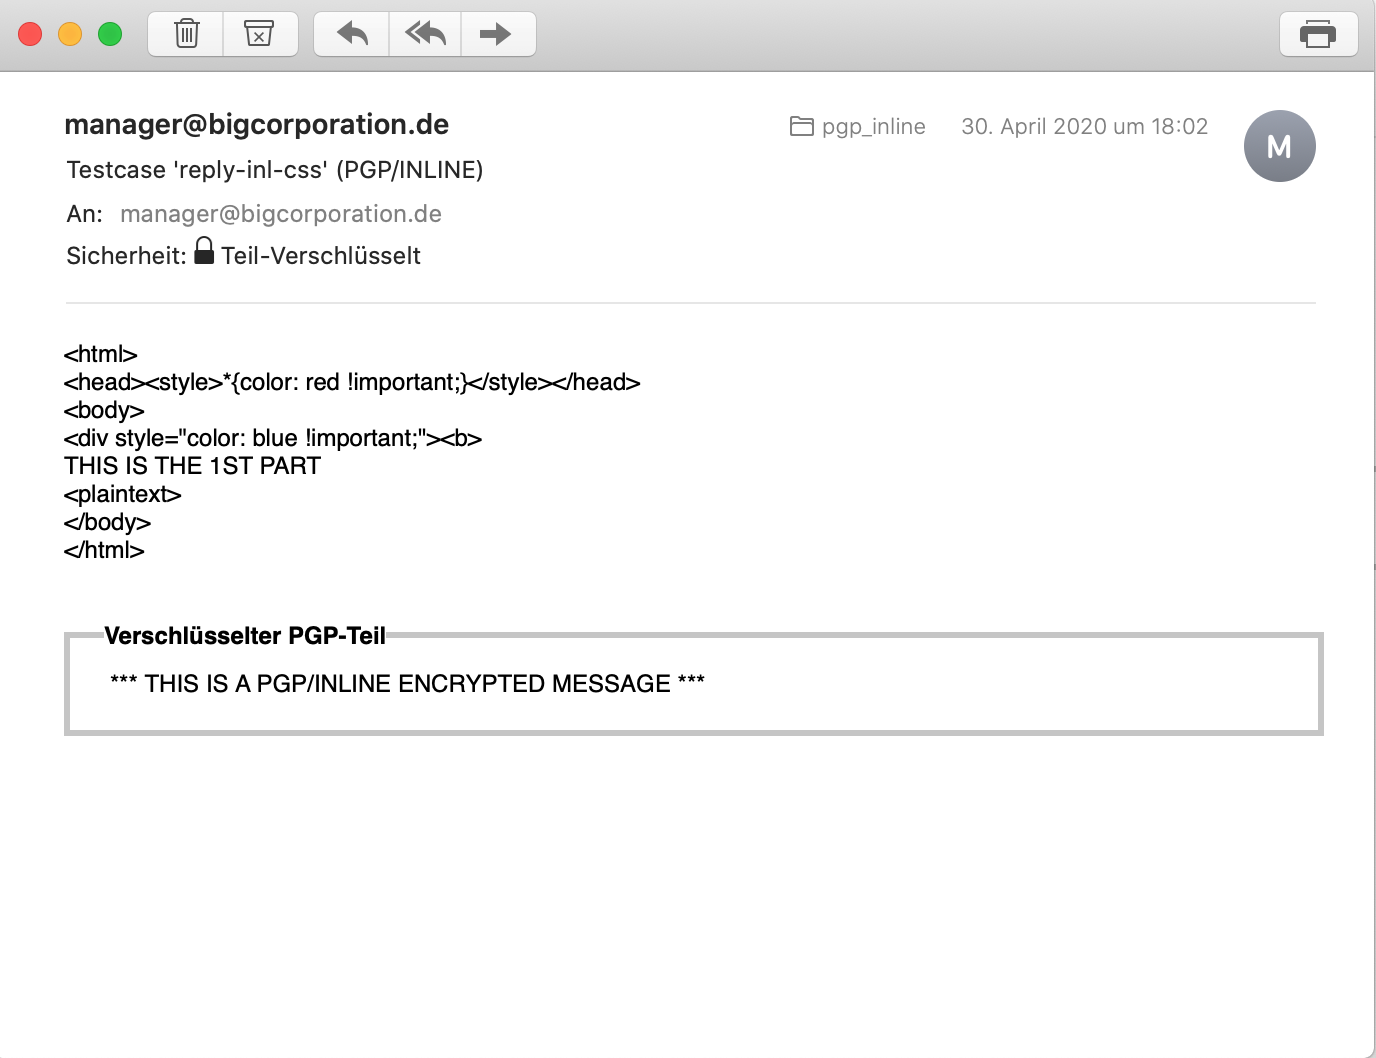 manager@bigcorporation.de
pgp_inline 30. April 2020 um 18:02
M
Testcase 'reply-inl-css' (PGP/INLINE)
An: manager@bigcorporation.de
Sicherheit: Teil-Verschlüsselt
<html>
<head><style>*{color: red !important;}</style></head>
<body>
<div style="color: blue !important;"><b>
THIS IS THE 1ST PART
<plaintext>
</body>
</html>
Verschlüsselter PGP-Teil
*** THIS IS A PGP/INLINE ENCRYPTED MESSAGE ***